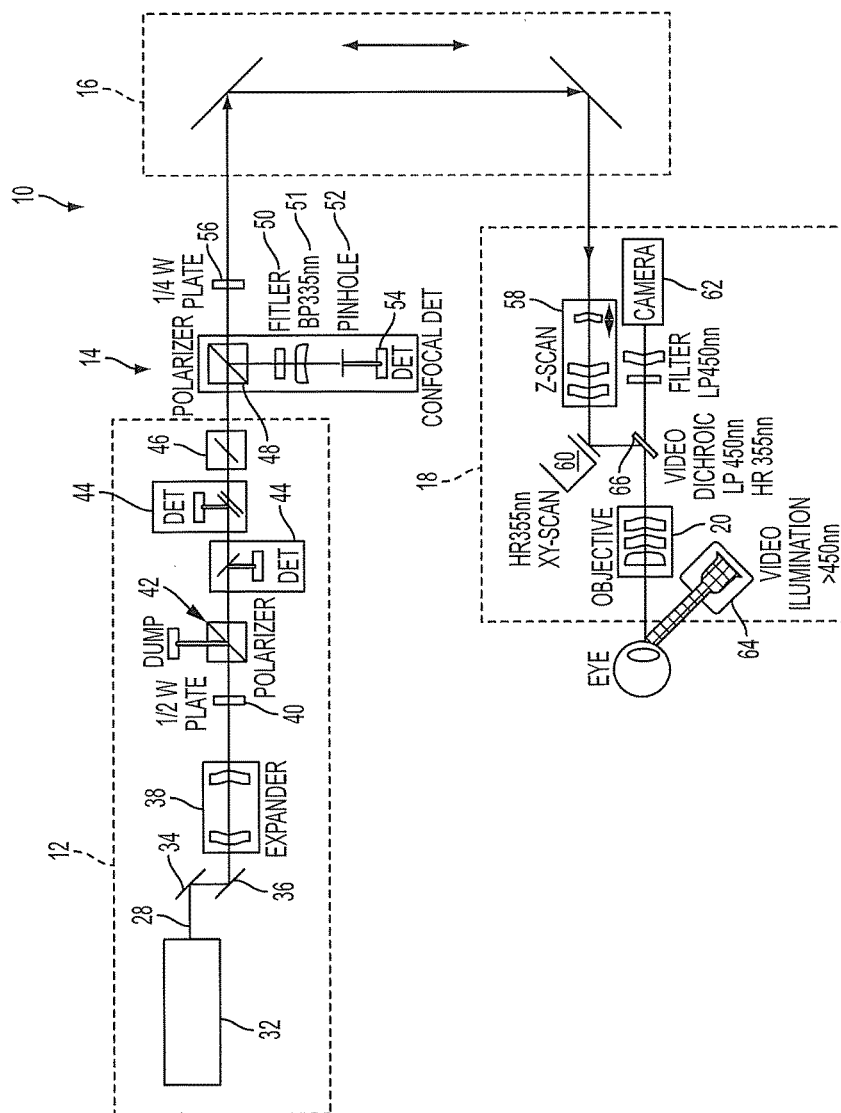 10
12
28
32
34
36
38
EXPANDER
1/2 W
PLATE
40
DUMP
42
POLARIZER
44
DET
44
DET
46
14
POLARIZER
48
1/4 W
PLATE
56
FITLER
50
BP335nn
51
PINHOLE
52
54
DET
CONFOCAL DET
16
18
Z-SCAN
58
CAMERA
62
FILTER
LP450nn
HR355nn
XY-SCAN
60
66
VIDEO
DICHROIC
LP 450nn
HR 355nn
OBJECTIVE
20
EYE
64
VIDEO
ILUMINATION
>450nn